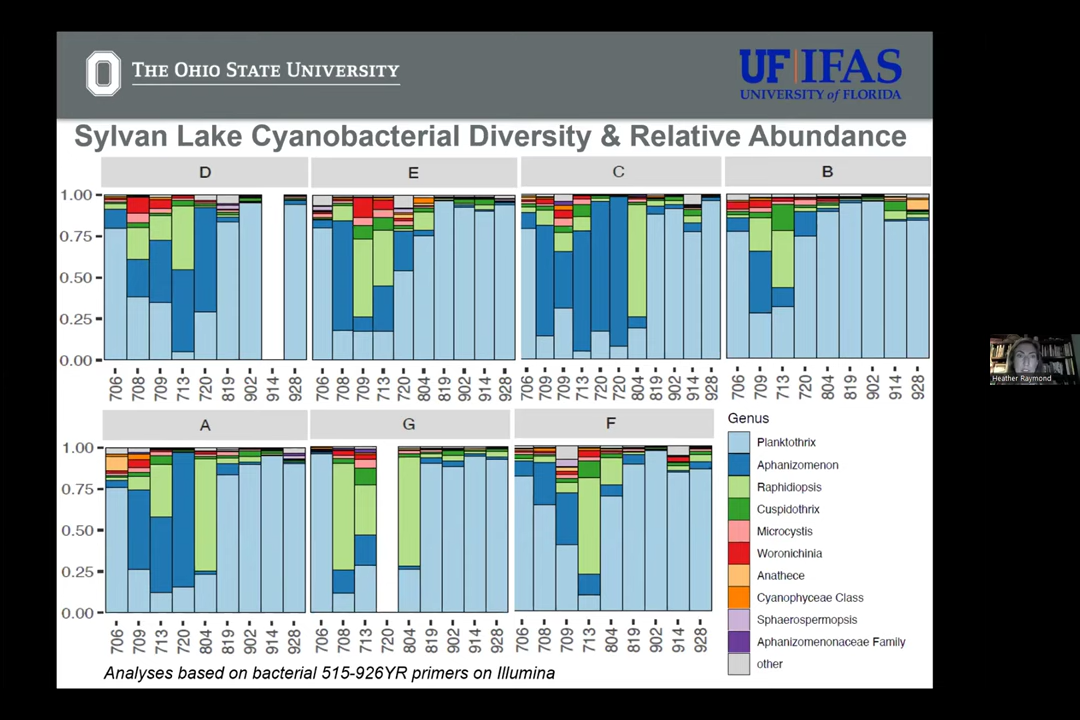 THE OHIO STATE UNIVERSITY
UF|IFAS
UNIVERSITY of FLORIDA
Sylvan Lake Cyanobacterial Diversity & Relative Abundance
D E C B
1.00
0.75
0.50
0.25
0.00
706 708 709 713 720 819 902 914 928
706 708 709 713 720 804 819 902 914 928
706 709 709 713 720 720 804 819 902 914 928
706 709 713 720 804 819 902 914 928
A G F
1.00
0.75
0.50
0.25
0.00
706 709 713 720 804 819 902 914 928
706 708 713 720 804 819 902 914 928
706 708 709 713 804 819 902 914 928
Genus
Planktothrix
Aphanizomenon
Raphidiopsis
Cuspidothrix
Microcystis
Woronichinia
Anathece
Cyanophyceae Class
Sphaerospermopsis
Aphanizomenonaceae Family
other
Analyses based on bacterial 515-926YR primers on Illumina
Heather Raymond